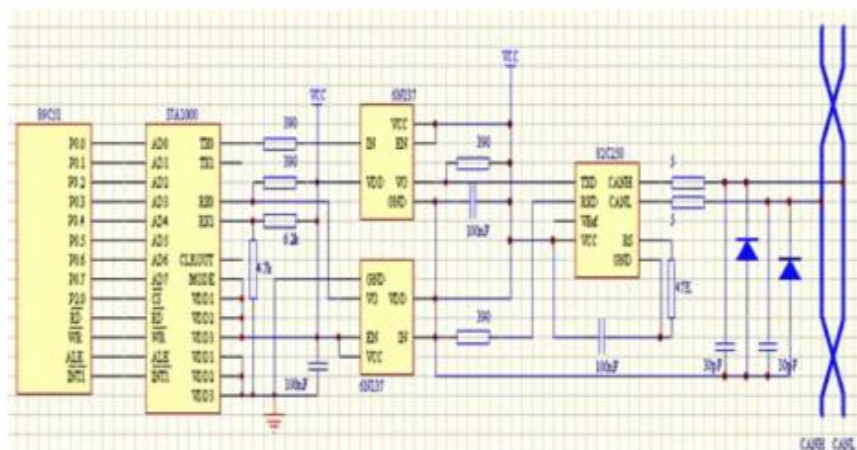 89C51
P0.0
P0.1
P0.2
P0.3
P0.4
P0.5
P0.6
P0.7
P2.0
RD
WR
ALE
INT1
AD0
AD1
AD2
AD3
AD4
AD5
AD6
AD7
CS
RD
WR
ALE
INT1
TX0
TX1
RX0
RX1
CLKOUT
MODE
VDD1
VDD2
VDD3
VDD1
VDD2
VDD3
390
390
6.2k
4.7k
100nF
VCC
6N137
IN
VDD
VCC
EN
VO
GND
GND
VO
EN
VCC
VDD
IN
6N137
VCC
390
100nF
390
82C250
TXD
RXD
VCC
CANH
CANL
RS
GND
5
5
47K
100nF
30pF
30pF
CANH CANL